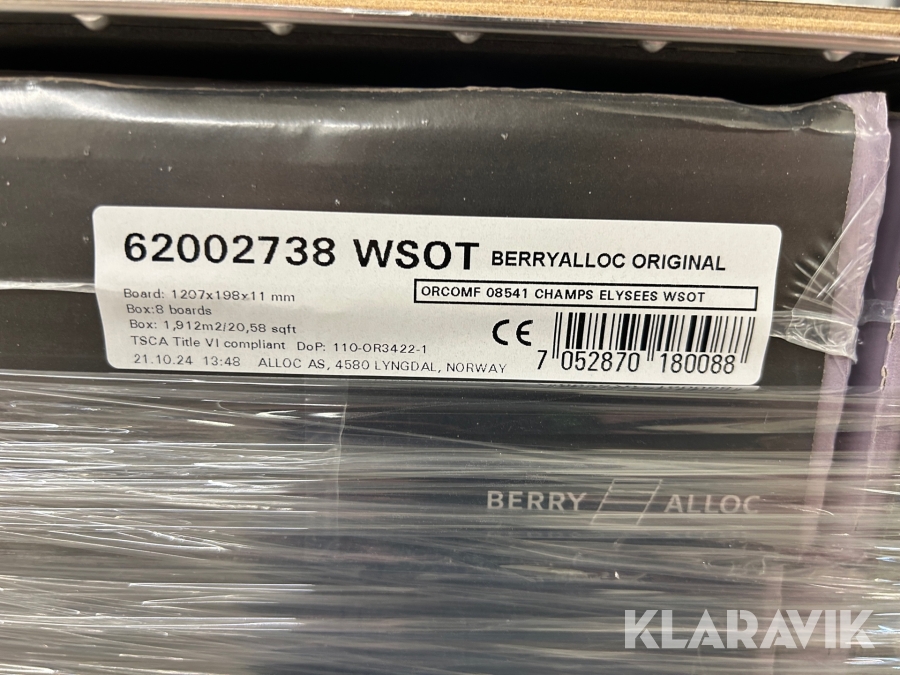 62002738 WSOT BERRYALLOC ORIGINAL
ORCOMF 08541 CHAMPS ELYSEES WSOT
Board: 1207x198x11 mm
Box:8 boards
Box: 1,912m2/20,58 sqft
TSCA Title VI compliant DoP: 110-OR3422-1
21.10.24 13:48 ALLOC AS, 4580 LYNGDAL, NORWAY
CE
7 052870 180088
BERRY ALLOC
KLARAVIK